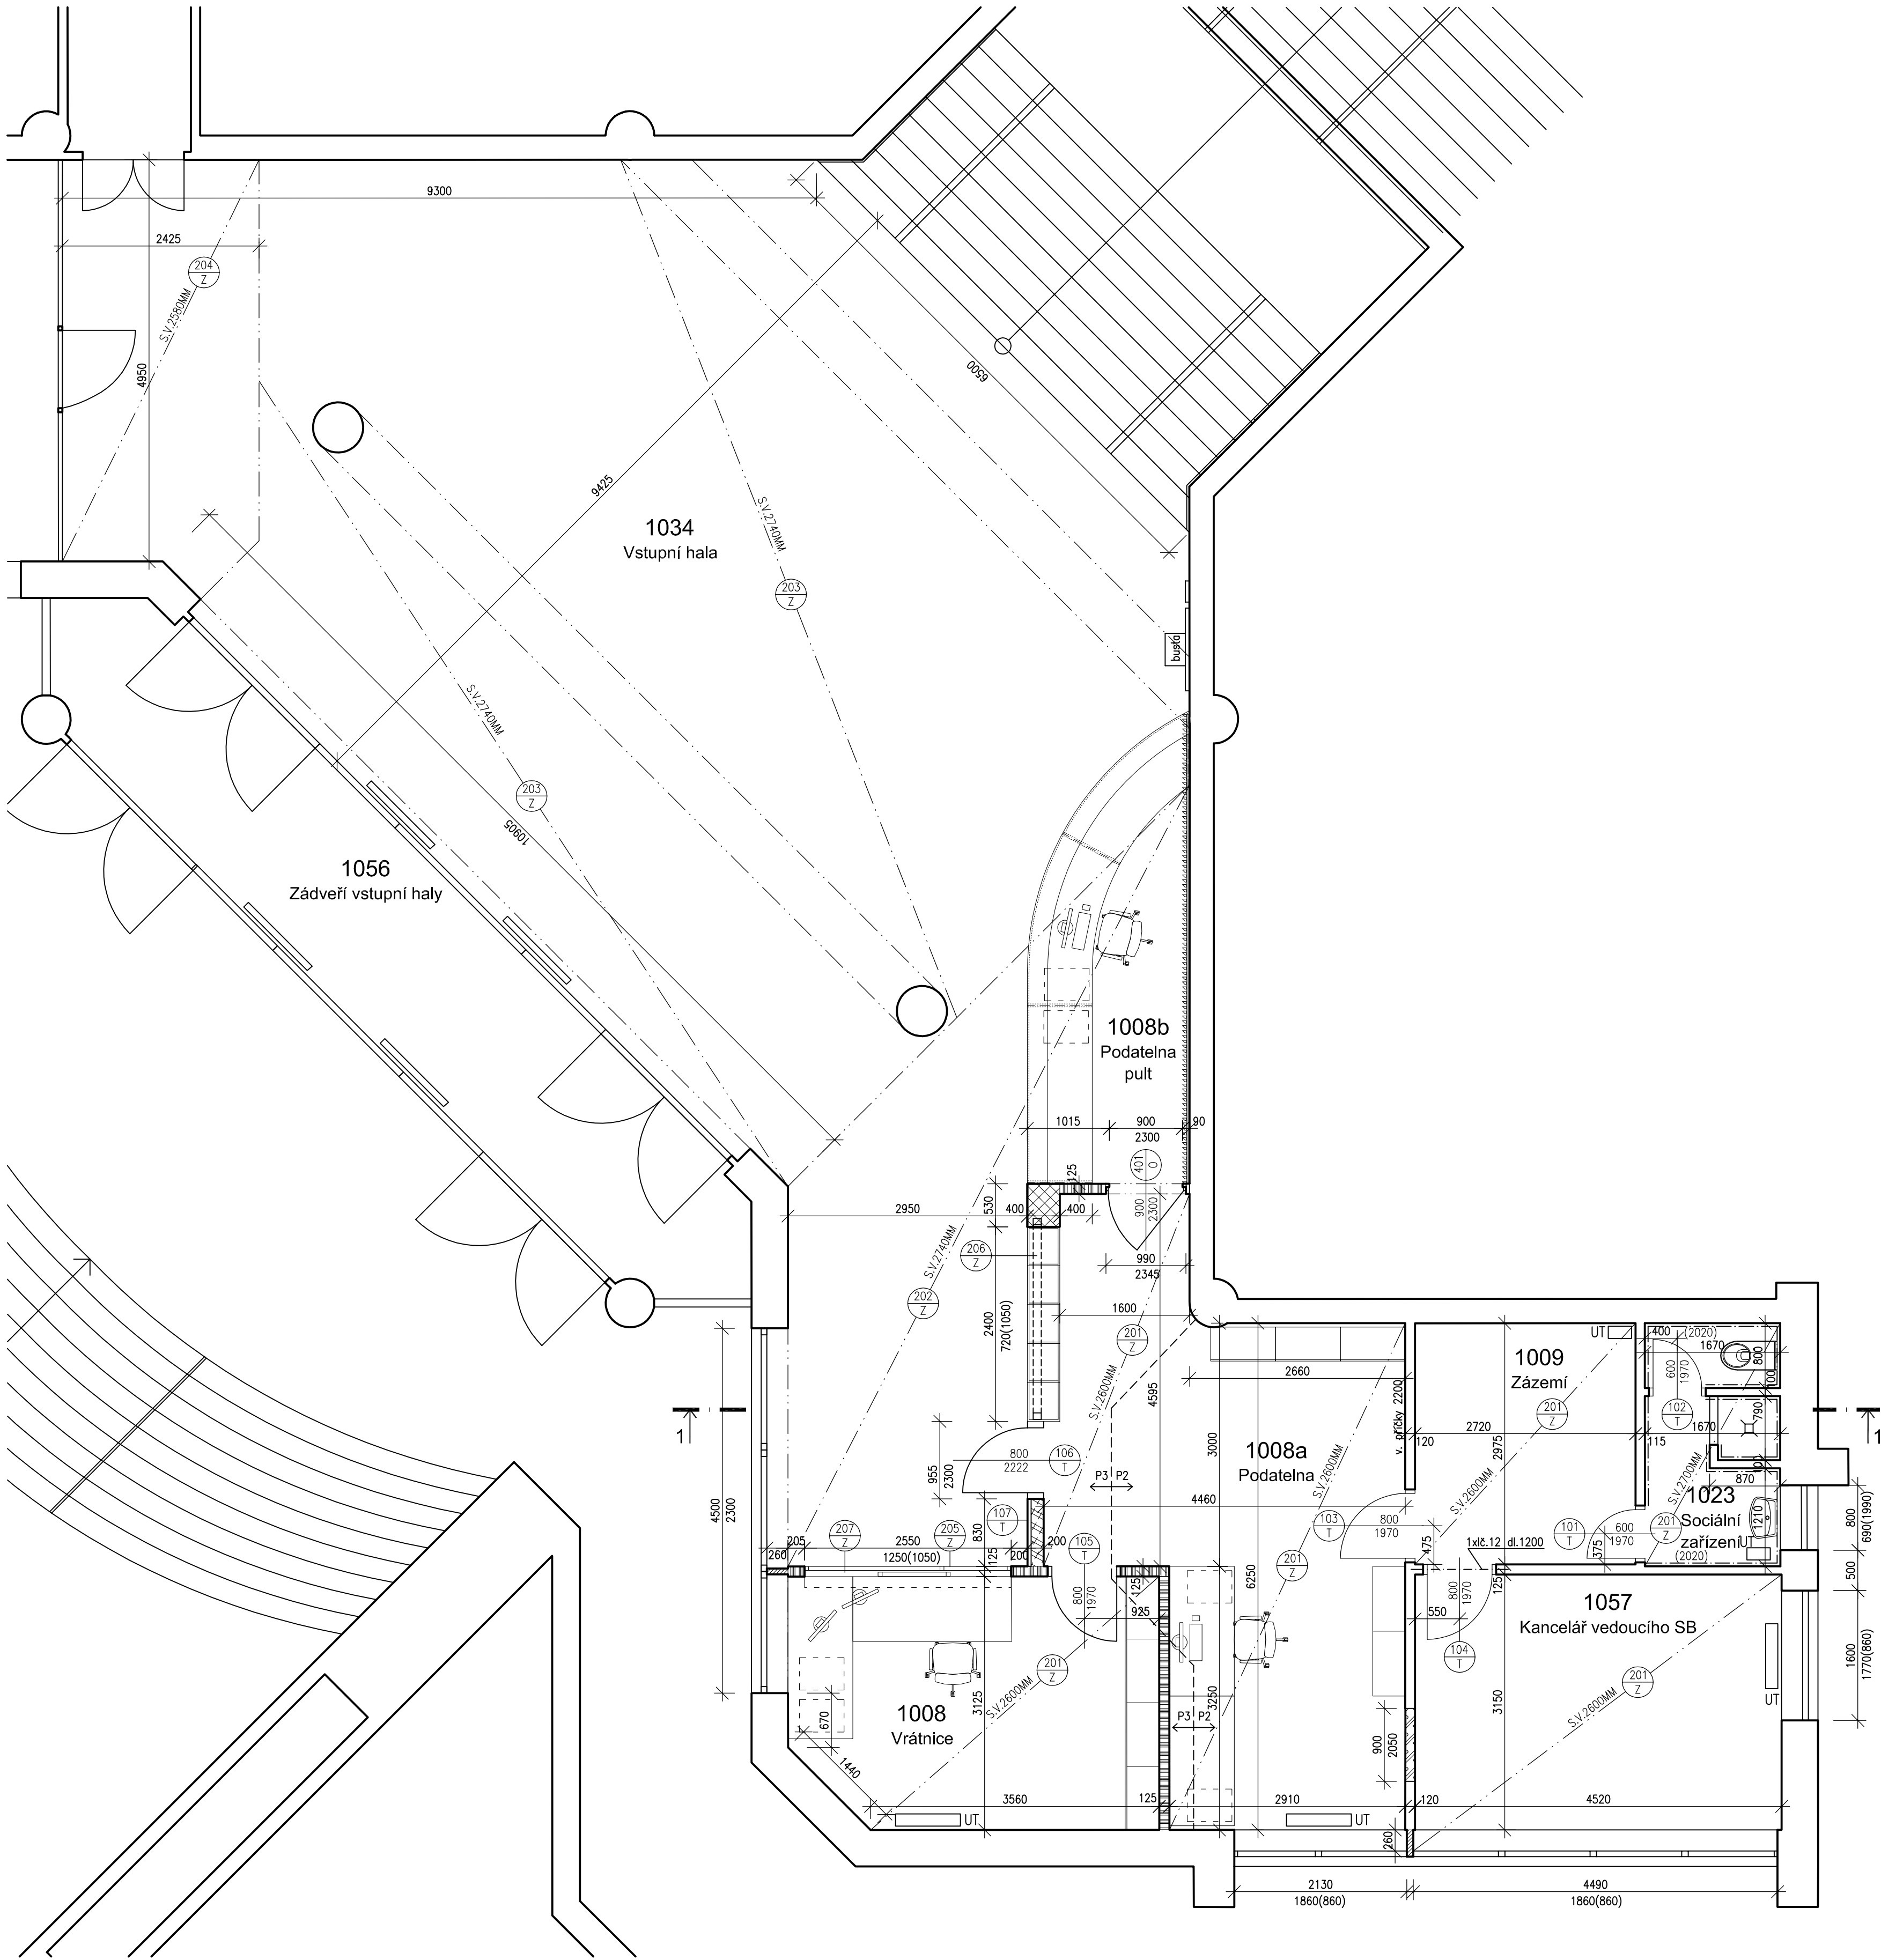 9300
2425
204
Z
S.V.2580MM
4950
6500
9425
1034
Vstupní hala
S.V.2740MM
203
Z
busta
S.V.2740MM
203
Z
10905
1056
Zádveří vstupní haly
1008b
Podatelna
pult
1015
900
2300
90
125
401
O
900
2300
530
2950
400
400
S.V.2740MM
206
Z
990
2345
202
Z
2400
720(1050)
1600
201
Z
S.V.2600MM
4595
2660
v. příčky 2200
UT
1009
Zázemí
400
(2020)
1670
800
600
1970
100
201
Z
102
T
790
1
1
2720
120
2975
115
1670
3000
1008a
Podatelna
S.V.2600MM
S.V.2600MM
S.V.2700MM
100
870
955
2300
800
2222
106
T
P3
P2
4460
1023
Sociální
zařízení
(2020)
UT
1210
800
690(1990)
4500
2300
207
Z
2550
1250(1050)
205
Z
205
260
830
125
107
T
200
200
105
T
103
T
800
1970
475
1xlč.12
dl.1200
101
T
600
1970
375
201
Z
500
800
1970
125
925
6250
201
Z
125
800
1970
550
104
T
1057
Kancelář vedoucího SB
1600
1770(860)
201
Z
S.V.2600MM
3125
1008
Vrátnice
670
1440
3250
P3
P2
900
2050
3150
201
Z
S.V.2600MM
UT
3560
125
2910
120
4520
UT
UT
260
2130
1860(860)
4490
1860(860)